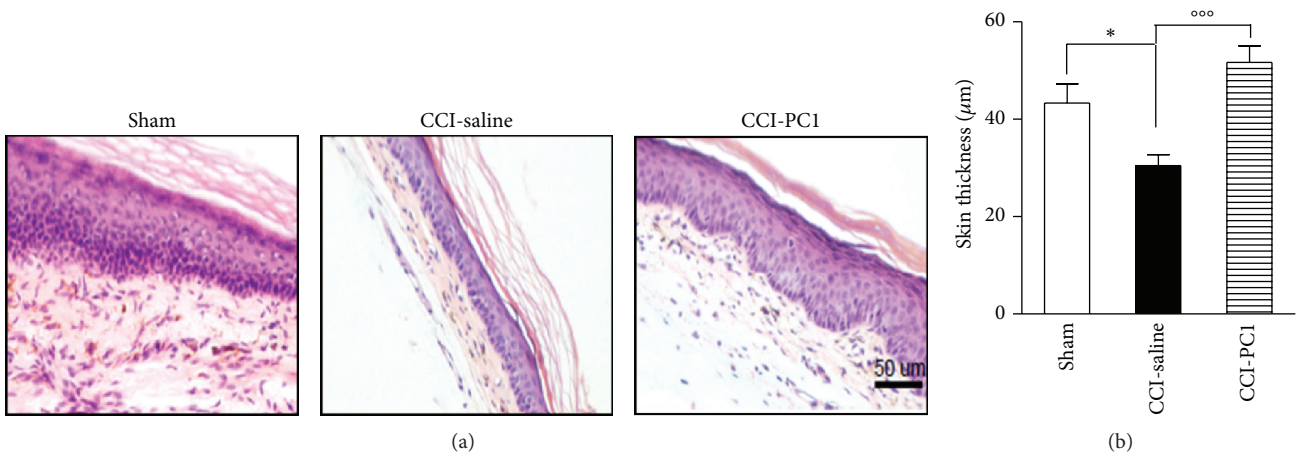 Sham
CCI-saline
CCI-PC1
50 um
(a)
60
40
20
0
Skin thickness (µm)
*
°°°
Sham
CCI-saline
CCI-PC1
(b)